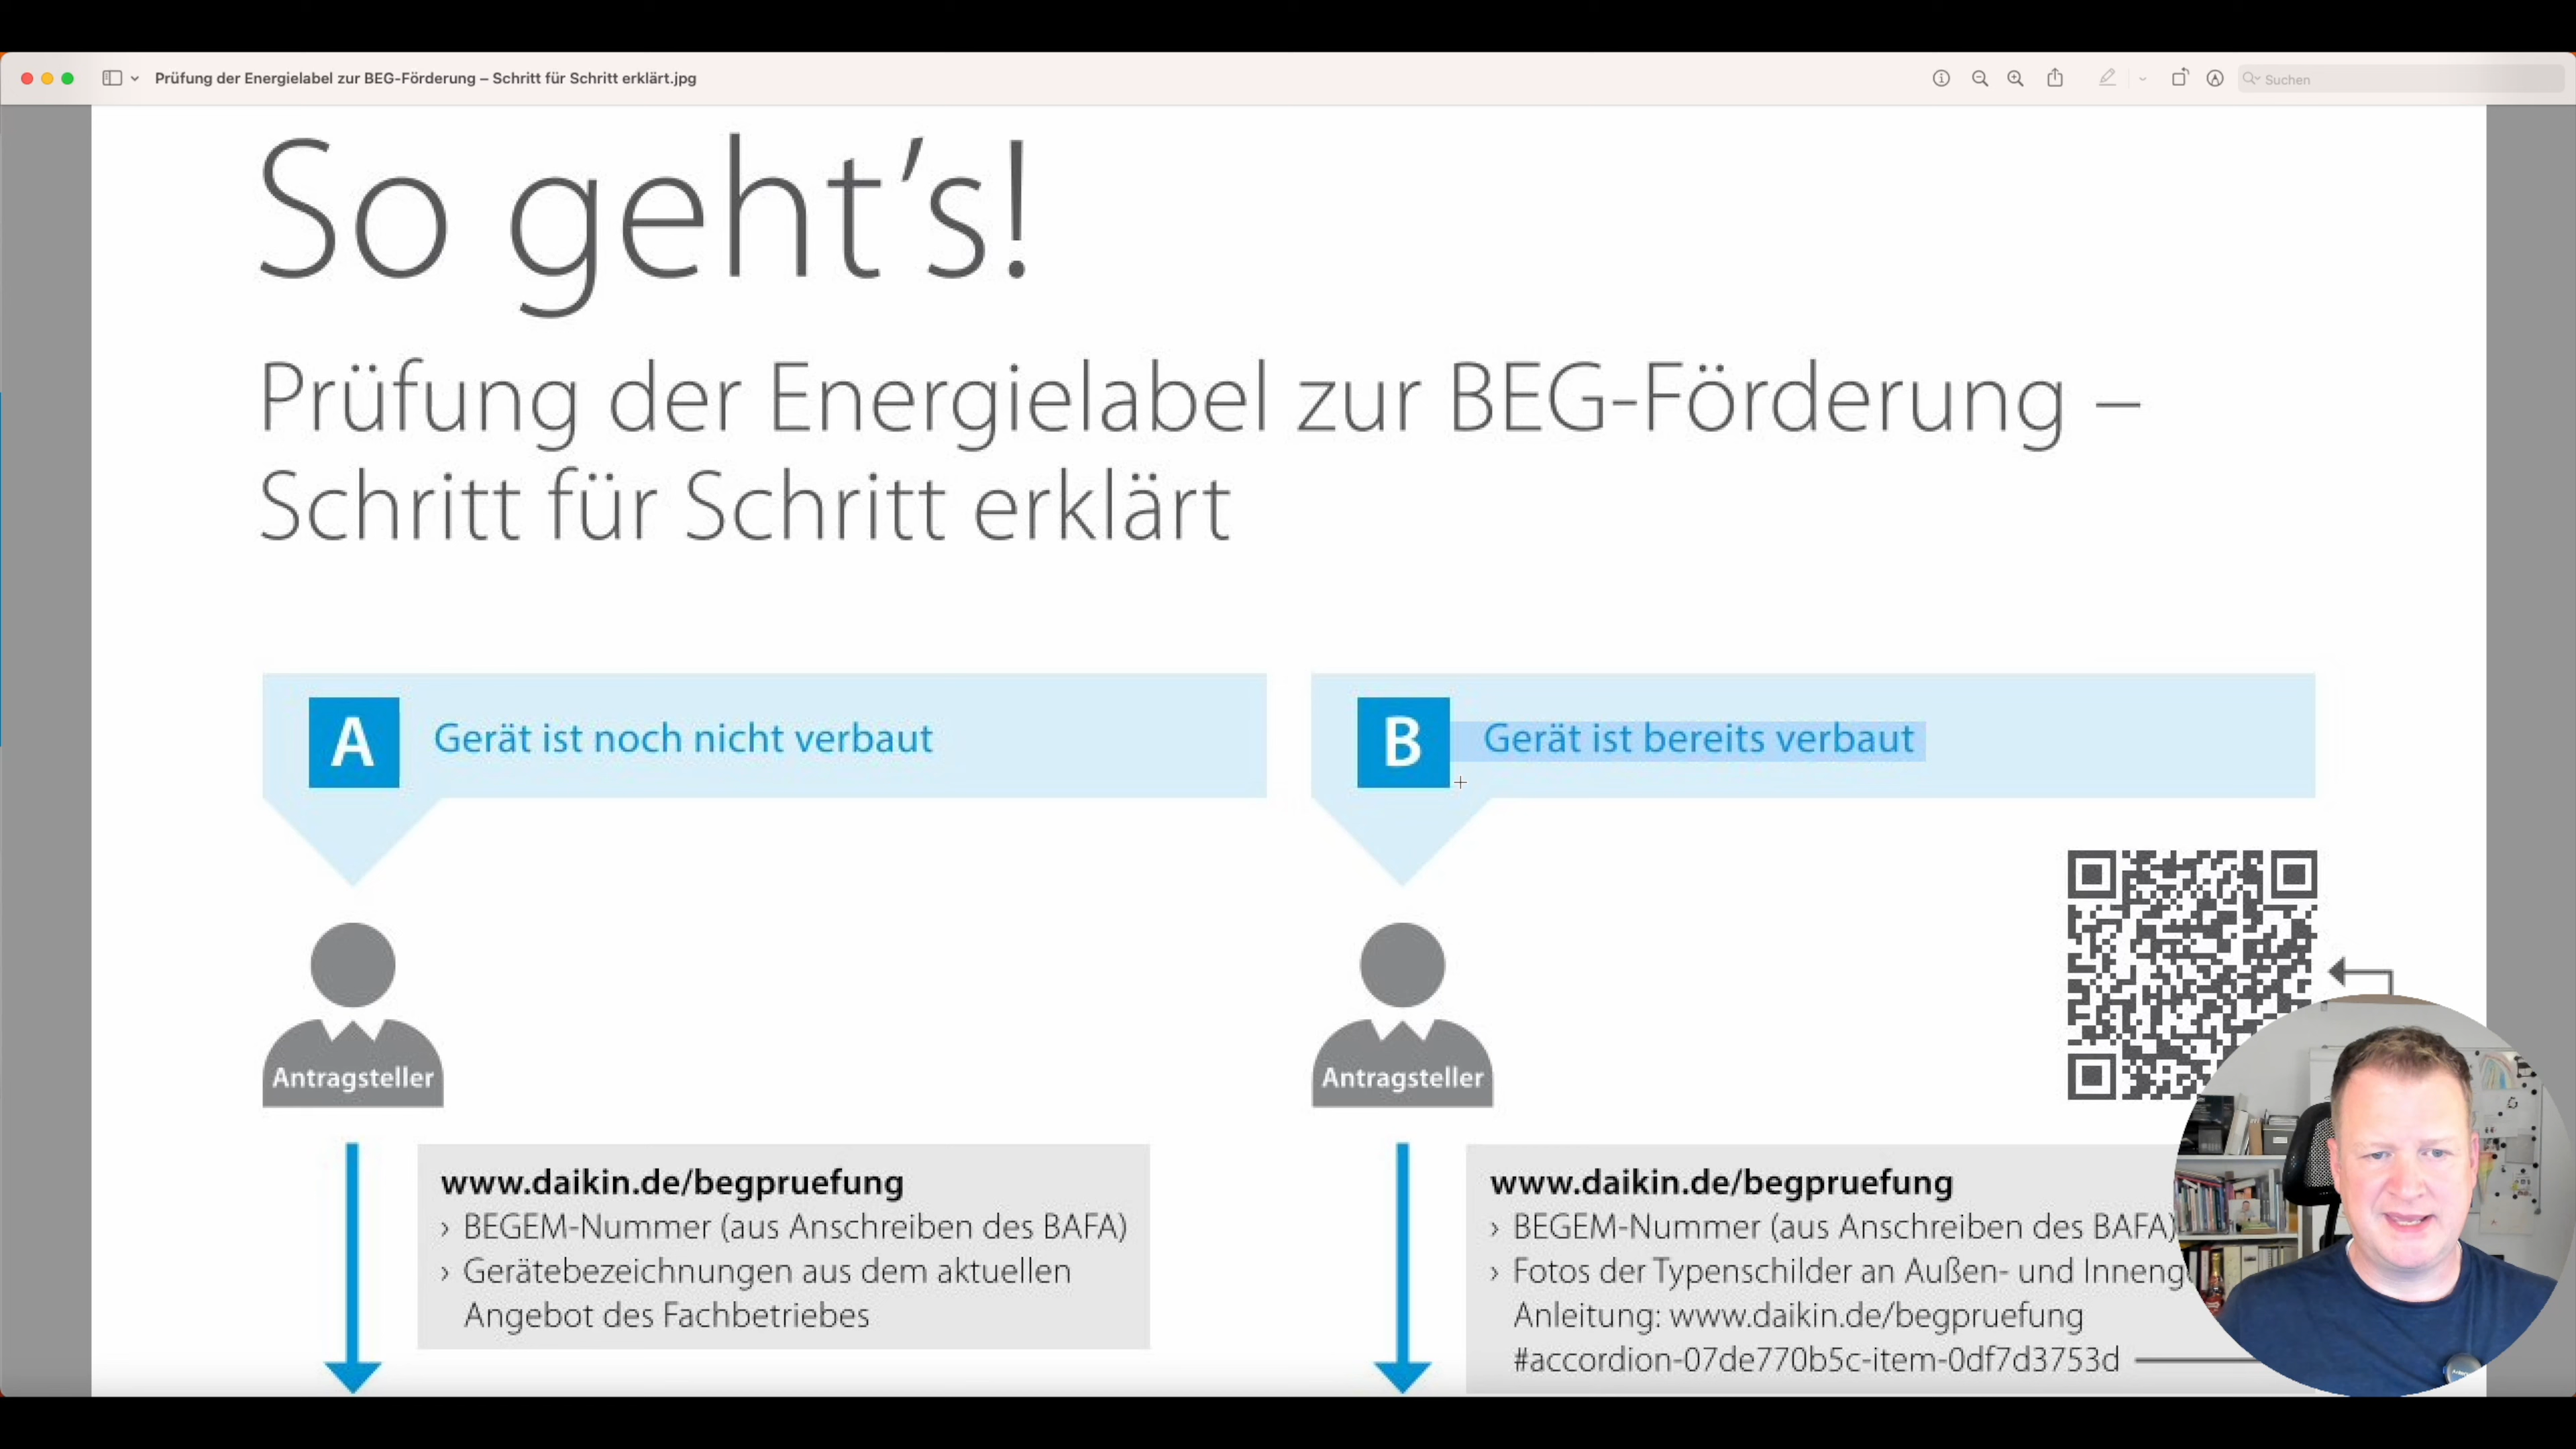 Prüfung der Energielabel zur BEG-Förderung – Schritt für Schritt erklärt.jpg
Suchen
So geht’s!
Prüfung der Energielabel zur BEG-Förderung –
Schritt für Schritt erklärt
A
Gerät ist noch nicht verbaut
Antragsteller
www.daikin.de/begpruefung
› BEGEM-Nummer (aus Anschreiben des BAFA)
› Gerätebezeichnungen aus dem aktuellen
Angebot des Fachbetriebes
B
Gerät ist bereits verbaut
Antragsteller
www.daikin.de/begpruefung
› BEGEM-Nummer (aus Anschreiben des BAFA)
› Fotos der Typenschilder an Außen- und
Anleitung: www.daikin.de/begpruefung
#accordion-07de770b5c-item-0df7d3753d